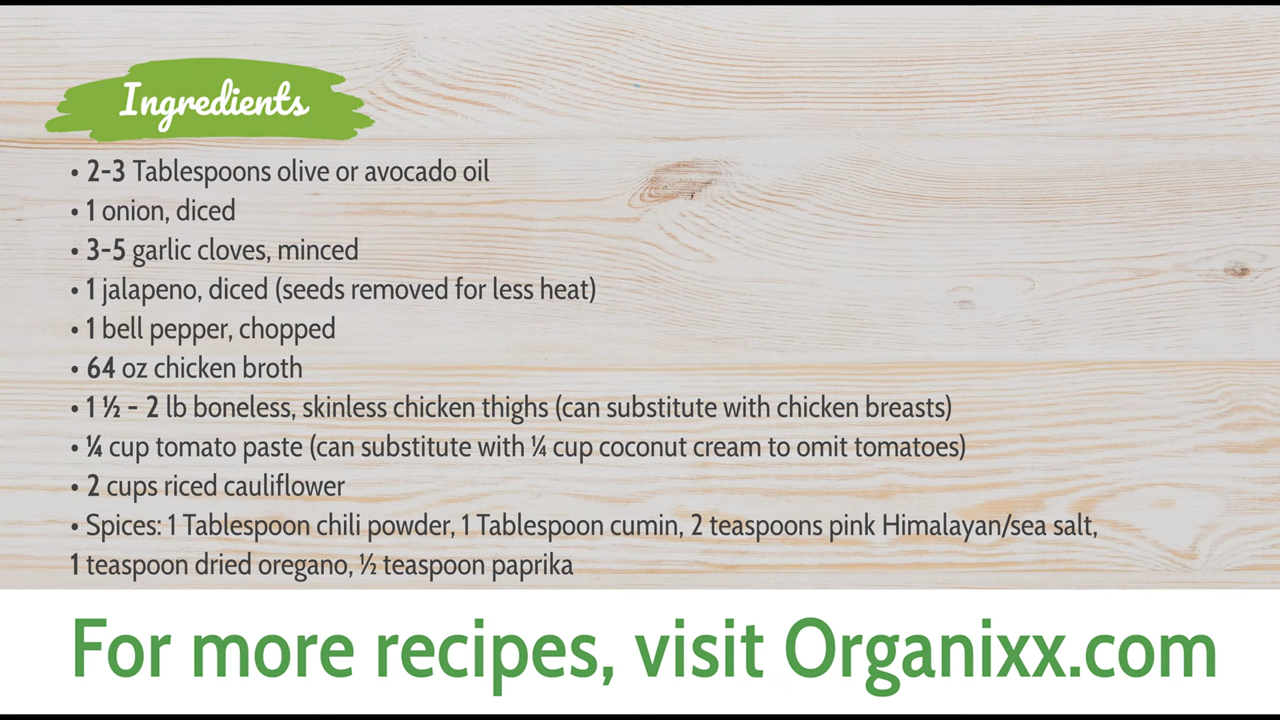 Ingredients
• 2-3 Tablespoons olive or avocado oil
• 1 onion, diced
• 3-5 garlic cloves, minced
• 1 jalapeno, diced (seeds removed for less heat)
• 1 bell pepper, chopped
• 64 oz chicken broth
• 1 ½ - 2 lb boneless, skinless chicken thighs (can substitute with chicken breasts)
• ¼ cup tomato paste (can substitute with ¼ cup coconut cream to omit tomatoes)
• 2 cups riced cauliflower
• Spices: 1 Tablespoon chili powder, 1 Tablespoon cumin, 2 teaspoons pink Himalayan/sea salt,
1 teaspoon dried oregano, ½ teaspoon paprika
For more recipes, visit Organixx.com